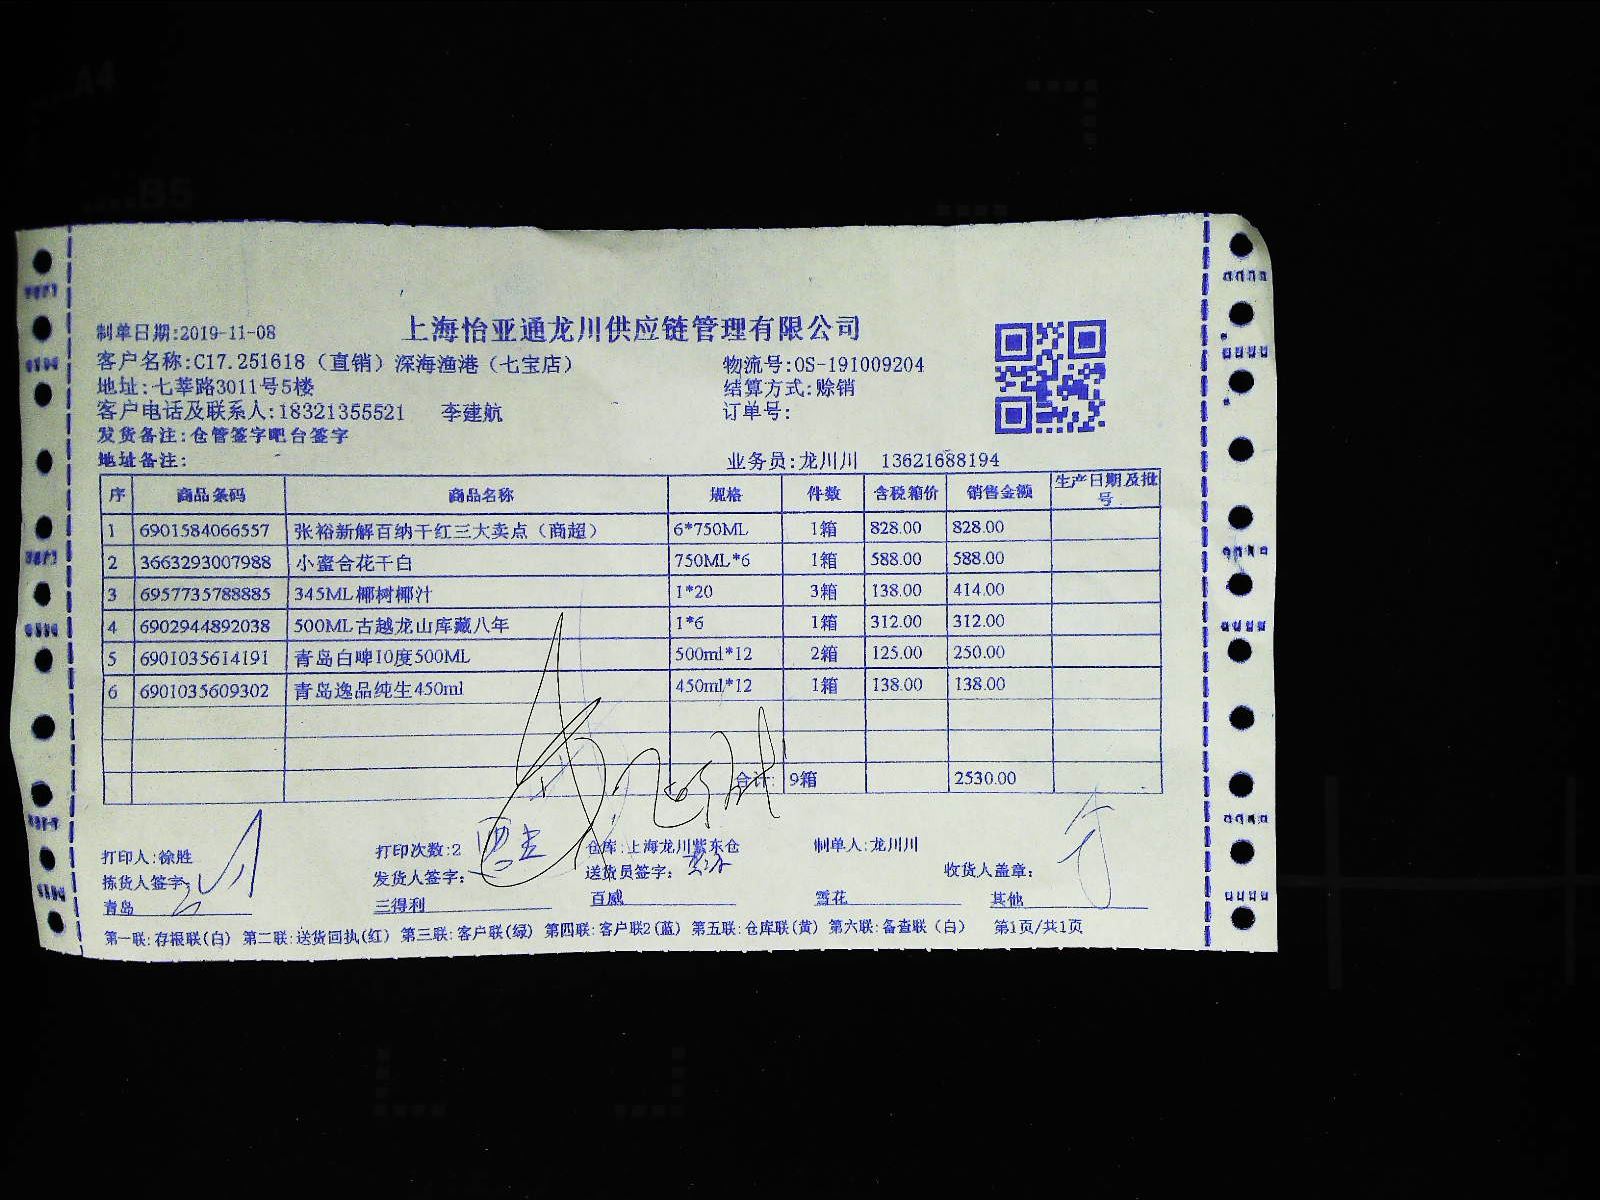 A4
B5
上海怡亚通龙川供应链管理有限公司
制单日期:2019-11-08
客户名称:C17.251618（直销）深海渔港（七宝店） 物流号:OS-191009204
地址:七莘路3011号5楼 结算方式:赊销
客户电话及联系人:18321355521 李建航 订单号:
发货备注:仓管签字吧台签字
地址备注: 业务员:龙川川 13621688194
序 商品条码 商品名称 规格 件数 含税箱价 销售金额 生产日期及批号
1 6901584066557 张裕新解百纳干红三大卖点（商超） 6*750ML 1箱 828.00 828.00
2 3663293007988 小蜜合花干白 750ML*6 1箱 588.00 588.00
3 6957735788885 345ML椰树椰汁 1*20 3箱 138.00 414.00
4 6902944892038 500ML古越龙山库藏八年 1*6 1箱 312.00 312.00
5 6901035614191 青岛白啤10度500ML 500ml*12 2箱 125.00 250.00
6 6901035609302 青岛逸品纯生450ml 450ml*12 1箱 138.00 138.00
合计: 9箱 2530.00
打印人:徐胜 打印次数:2 仓库:上海龙川紫东仓 制单人:龙川川
拣货人签字: 发货人签字: 送货员签字: 收货人盖章:
青岛 三得利 百威 雪花 其他
第一联:存根联(白) 第二联:送货回执(红) 第三联:客户联(绿) 第四联:客户联2(蓝) 第五联:仓库联(黄) 第六联:备查联（白） 第1页/共1页